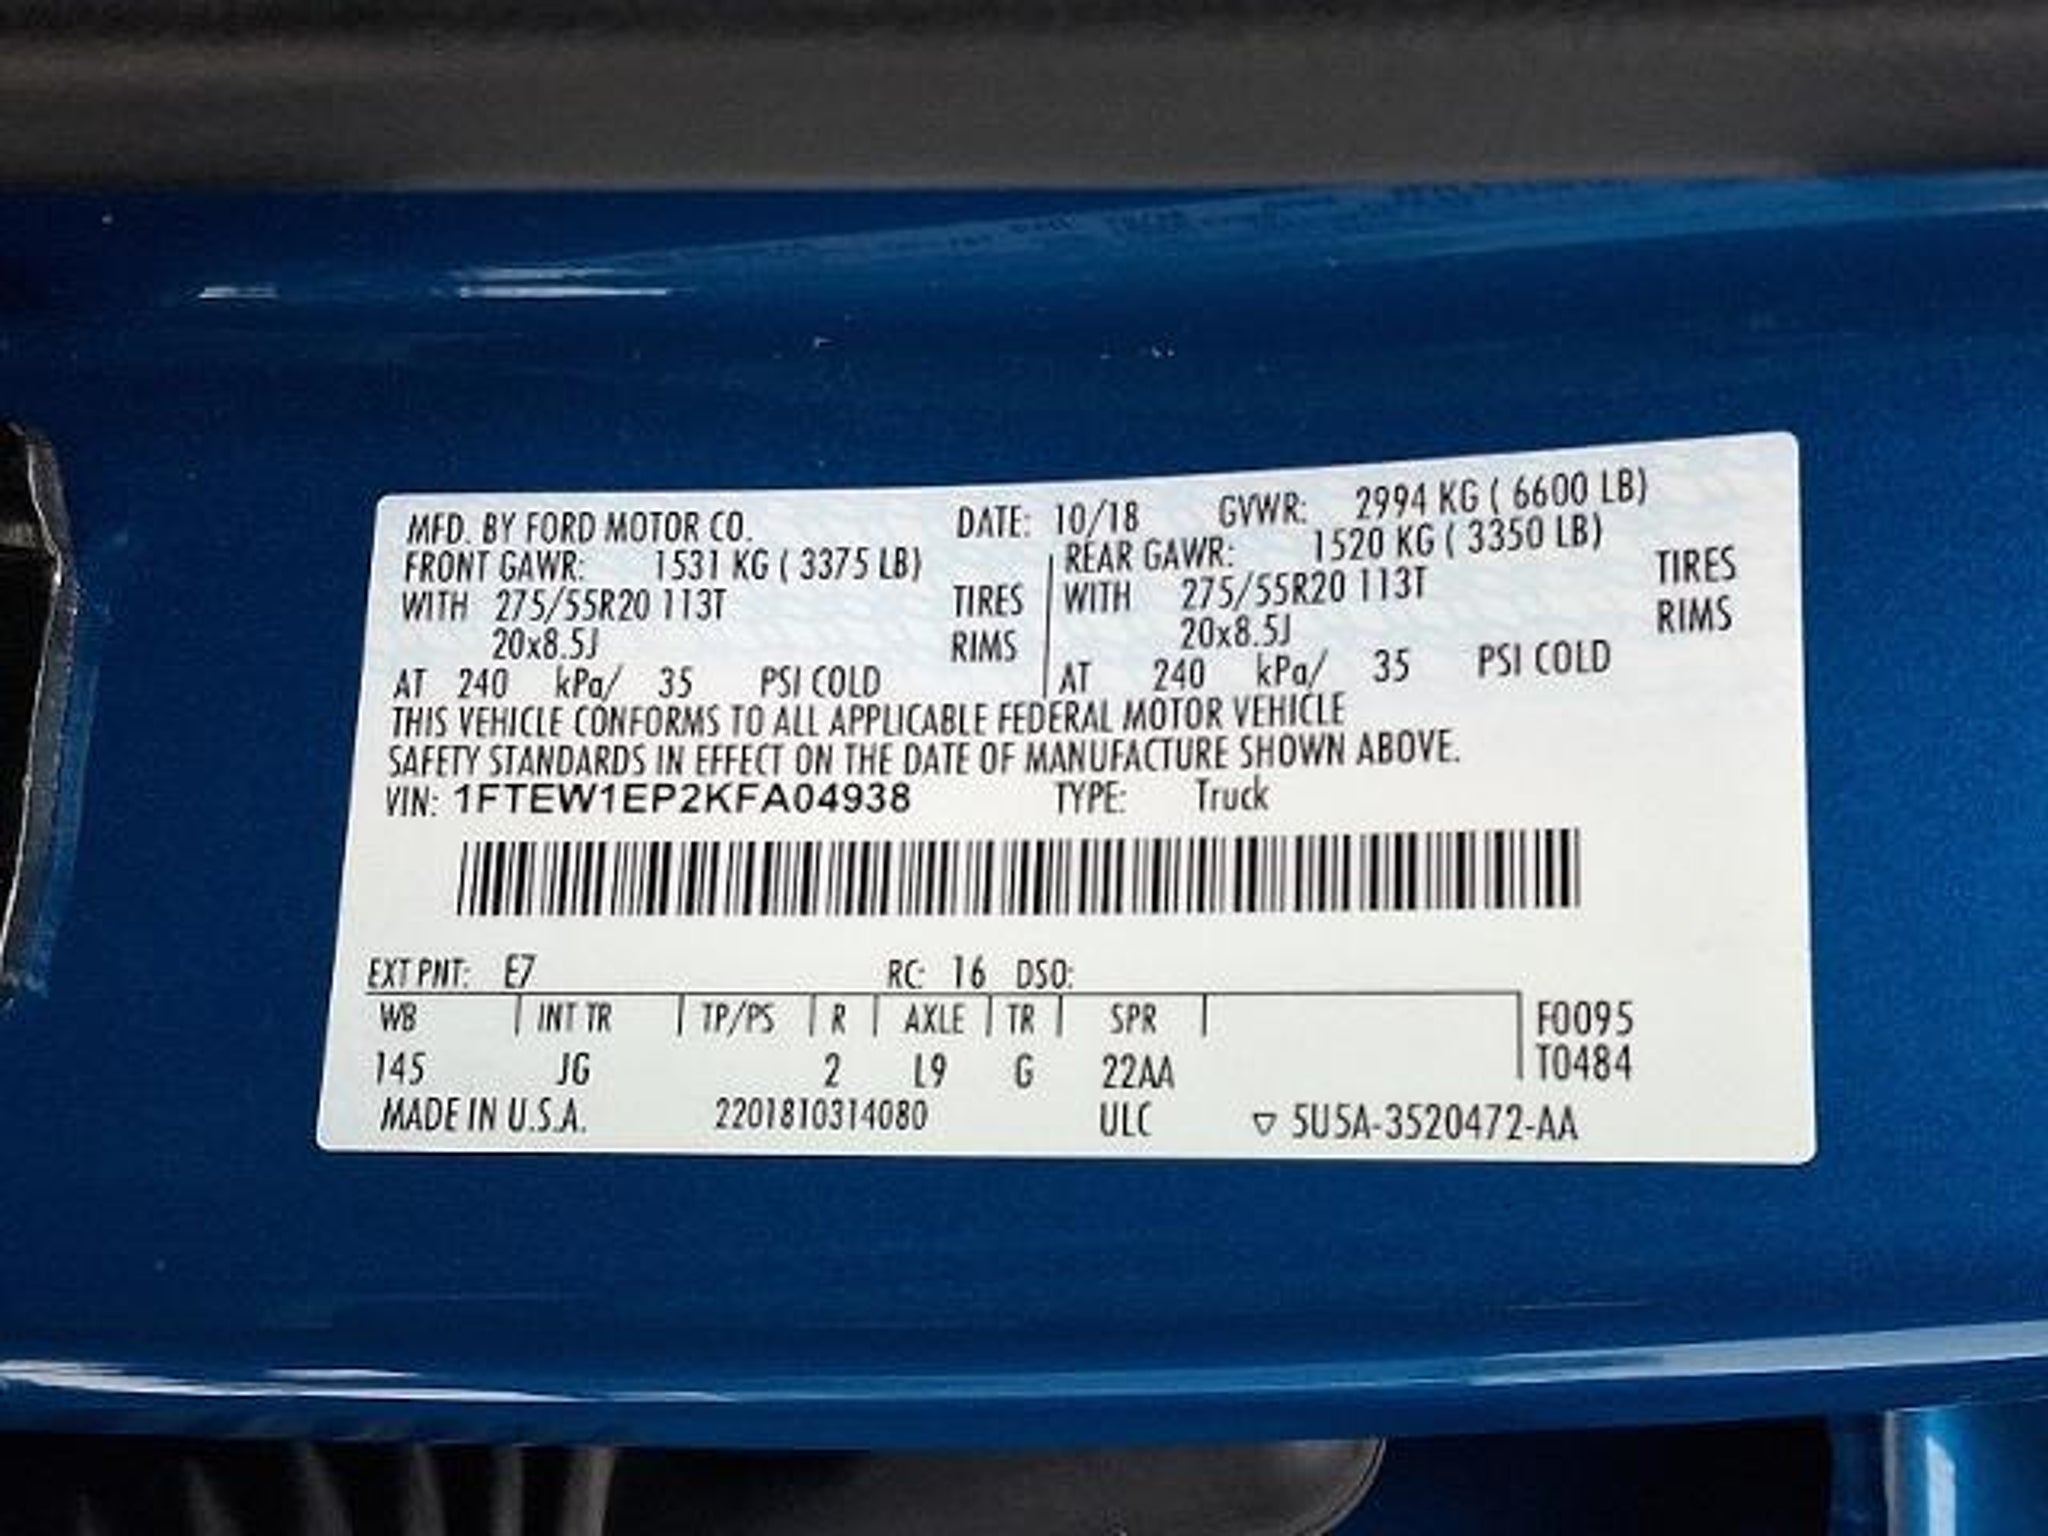 MFD. BY FORD MOTOR CO. DATE: 10/18 GVWR: 2994 KG ( 6600 LB)
FRONT GAWR: 1531 KG ( 3375 LB) REAR GAWR: 1520 KG ( 3350 LB)
WITH 275/55R20 113T TIRES WITH 275/55R20 113T TIRES
20x8.5J RIMS 20x8.5J RIMS
AT 240 kPa/ 35 PSI COLD AT 240 kPa/ 35 PSI COLD
THIS VEHICLE CONFORMS TO ALL APPLICABLE FEDERAL MOTOR VEHICLE
SAFETY STANDARDS IN EFFECT ON THE DATE OF MANUFACTURE SHOWN ABOVE.
VIN: 1FTEW1EP2KFA04938 TYPE: Truck
EXT PNT: E7 RC: 16 DSO:
WB INT TR TP/PS R AXLE TR SPR F0095
145 JG 2 L9 G 22AA T0484
MADE IN U.S.A. 2201810314080 ULC ▽ 5U5A-3520472-AA